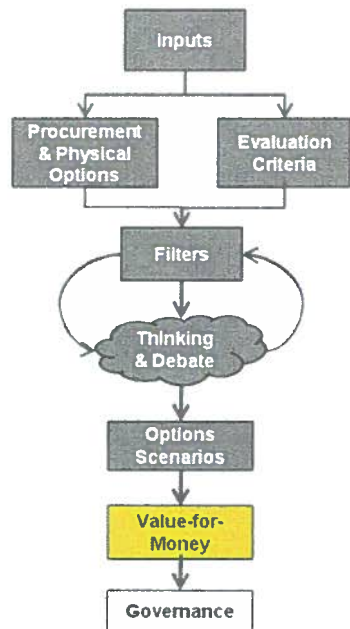 Inputs
Procurement
& Physical
Options
Evaluation
Criteria
Filters
Thinking
& Debate
Options
Scenarios
Value-for-
Money
Governance